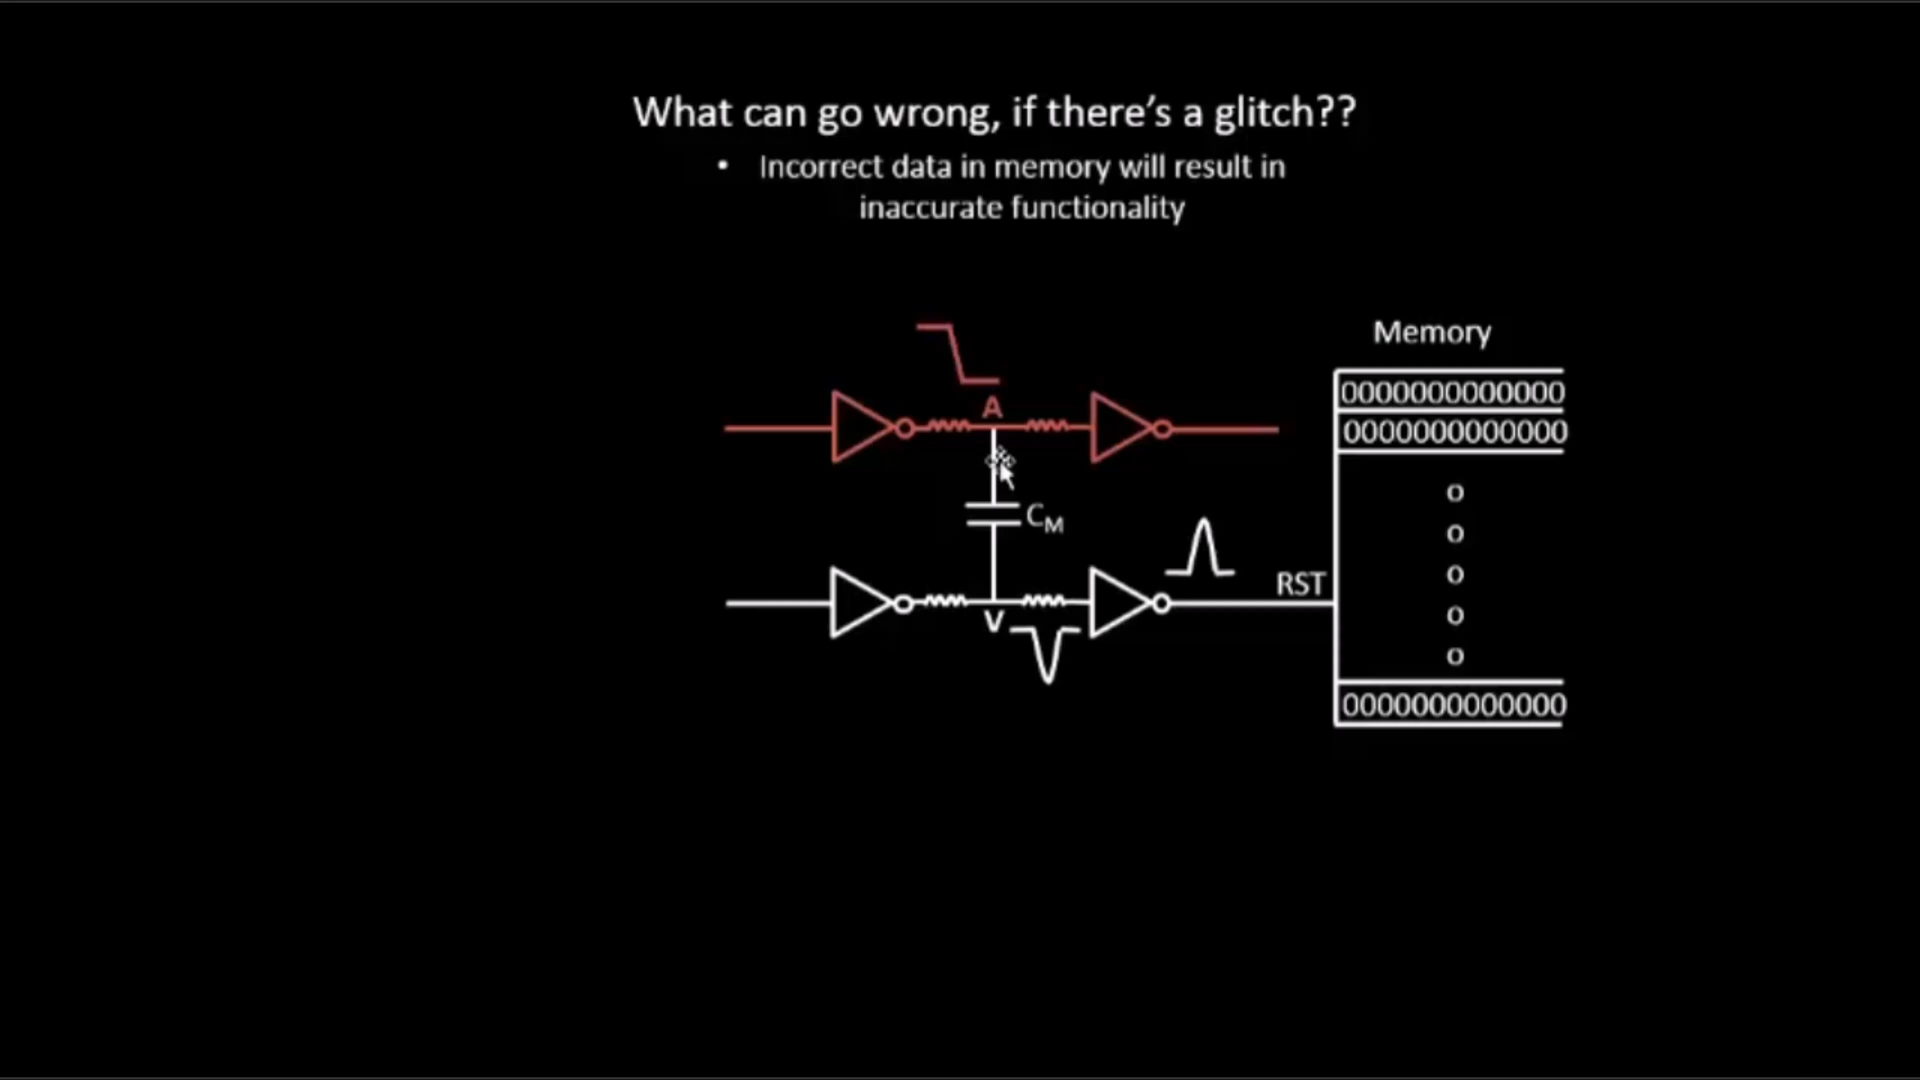 What can go wrong, if there's a glitch??
• Incorrect data in memory will result in
inaccurate functionality
Memory
0000000000000
A
0000000000000
o
C_M
o
o
RST
o
V
o
0000000000000